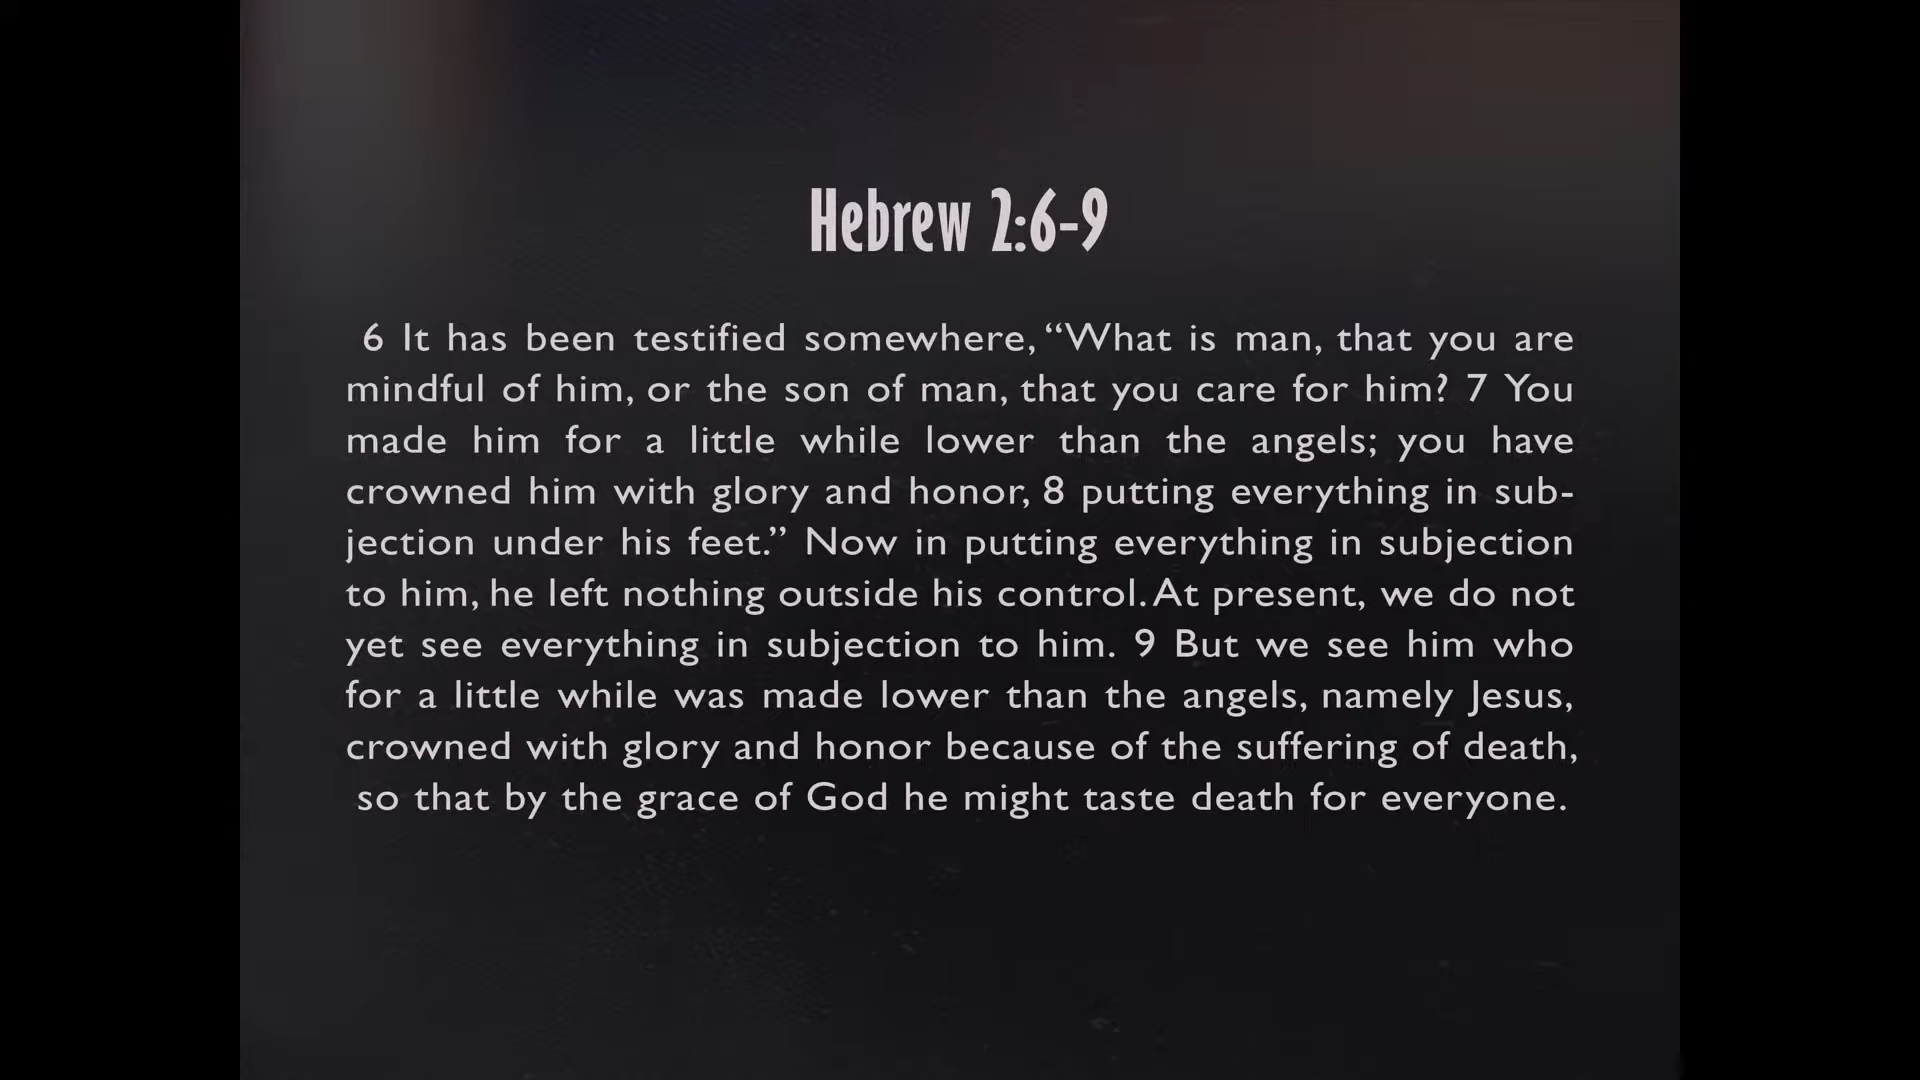 Hebrew 2:6-9
6 It has been testified somewhere, “What is man, that you are
mindful of him, or the son of man, that you care for him? 7 You
made him for a little while lower than the angels; you have
crowned him with glory and honor, 8 putting everything in sub-
jection under his feet.” Now in putting everything in subjection
to him, he left nothing outside his control. At present, we do not
yet see everything in subjection to him. 9 But we see him who
for a little while was made lower than the angels, namely Jesus,
crowned with glory and honor because of the suffering of death,
so that by the grace of God he might taste death for everyone.